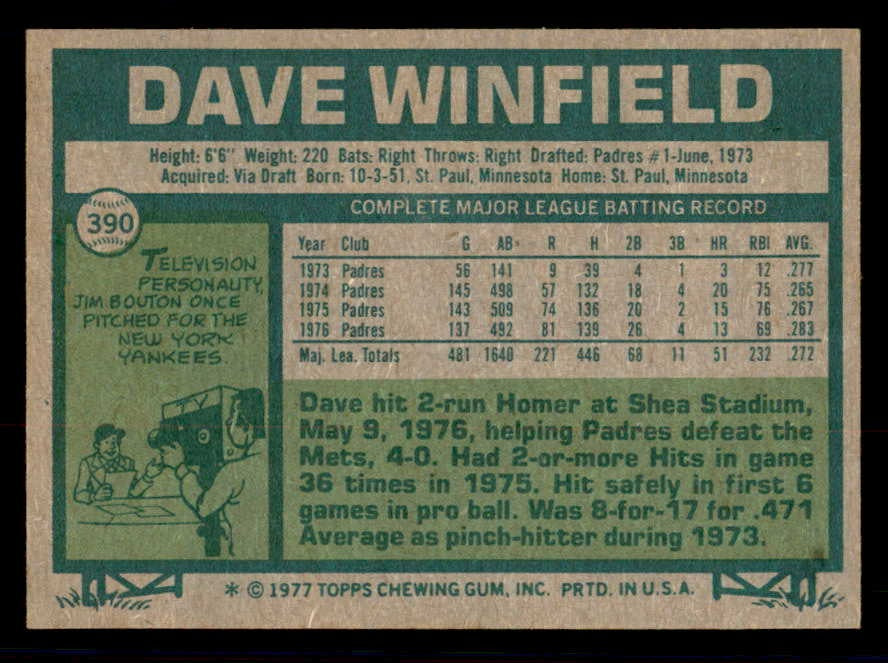 DAVE WINFIELD
Height: 6'6" Weight: 220 Bats: Right Throws: Right Drafted: Padres #1-June, 1973
Acquired: Via Draft Born: 10-3-51, St. Paul, Minnesota Home: St. Paul, Minnesota
390
TELEVISION
PERSONALITY,
JIM BOUTON ONCE
PITCHED FOR THE
NEW YORK
YANKEES.
TV
COMPLETE MAJOR LEAGUE BATTING RECORD
Year Club G AB R H 2B 3B HR RBI AVG.
1973 Padres 56 141 9 39 4 1 3 12 .277
1974 Padres 145 498 57 132 18 4 20 75 .265
1975 Padres 143 509 74 136 20 2 15 76 .267
1976 Padres 137 492 81 139 26 4 13 69 .283
Maj. Lea. Totals 481 1640 221 446 68 11 51 232 .272
Dave hit 2-run Homer at Shea Stadium,
May 9, 1976, helping Padres defeat the
Mets, 4-0. Had 2-or-more Hits in game
36 times in 1975. Hit safely in first 6
games in pro ball. Was 8-for-17 for .471
Average as pinch-hitter during 1973.
* © 1977 TOPPS CHEWING GUM, INC. PRTD. IN U.S.A.